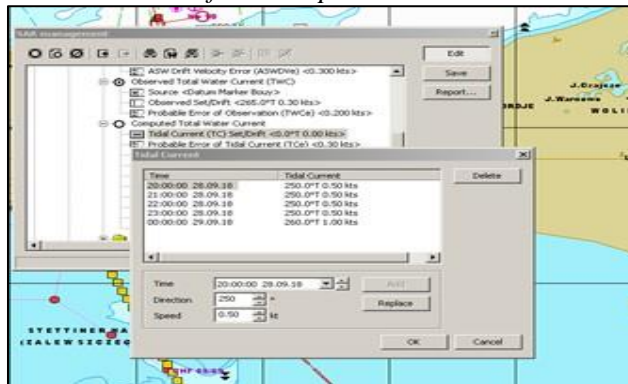 SAR management
Edit
Save
Report...
ASW Drift Velocity Error (ASWDVe) <0.300 kts>
Observed Total Water Current (TWC)
Source <Datum Marker Bouy>
Observed Set/Drift <265.0°T 0.30 kts>
Probable Error of Observation (TWCe) <0.200 kts>
Computed Total Water Current
Tidal Current (TC) Set/Drift <0.0°T 0.00 kts>
Probable Error of Tidal Current (TCe) <0.30 kts>
Tidal Current
Time Tidal Current
20:00:00 28.09.18 250.0°T 0.50 kts
21:00:00 28.09.18 250.0°T 0.50 kts
22:00:00 28.09.18 250.0°T 0.50 kts
23:00:00 28.09.18 250.0°T 0.50 kts
00:00:00 29.09.18 260.0°T 1.00 kts
Delete
Time 20:00:00 28.09.18 Add
Direction 250 °
Replace
Speed 0.50 kt
OK Cancel
J.Warnowo
WOLI
STETTINER HA
(ZALEW SZCZEC
VHF